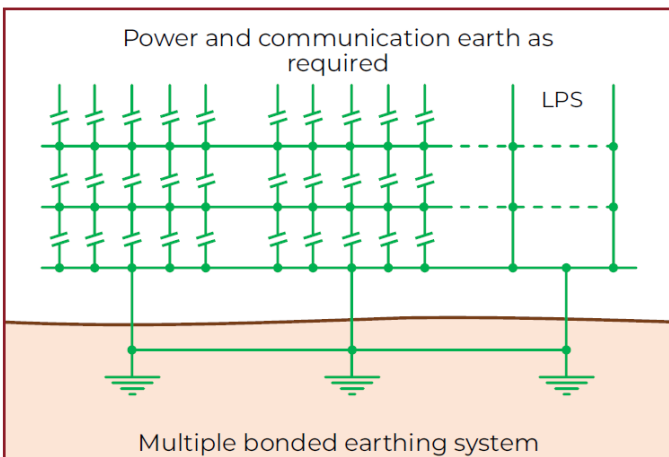 Power and communication earth as
required
LPS
Multiple bonded earthing system